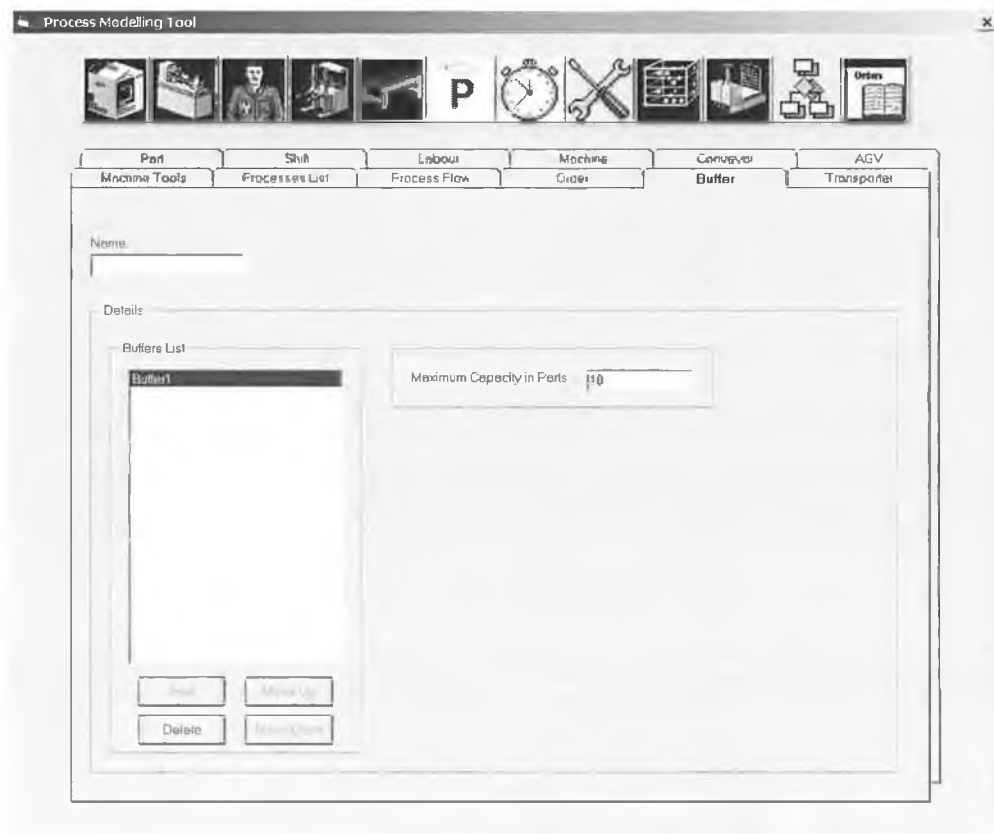 Process Modelling Tool
P
Orders
Part Shift Labour Machine Conveyor AGV
Machine Tools Processes List Process Flow Order Buffer Transporter
Name
Details
Buffers List
Buffer1
Maximum Capacity in Parts 10
Add Move Up
Delete Move Down